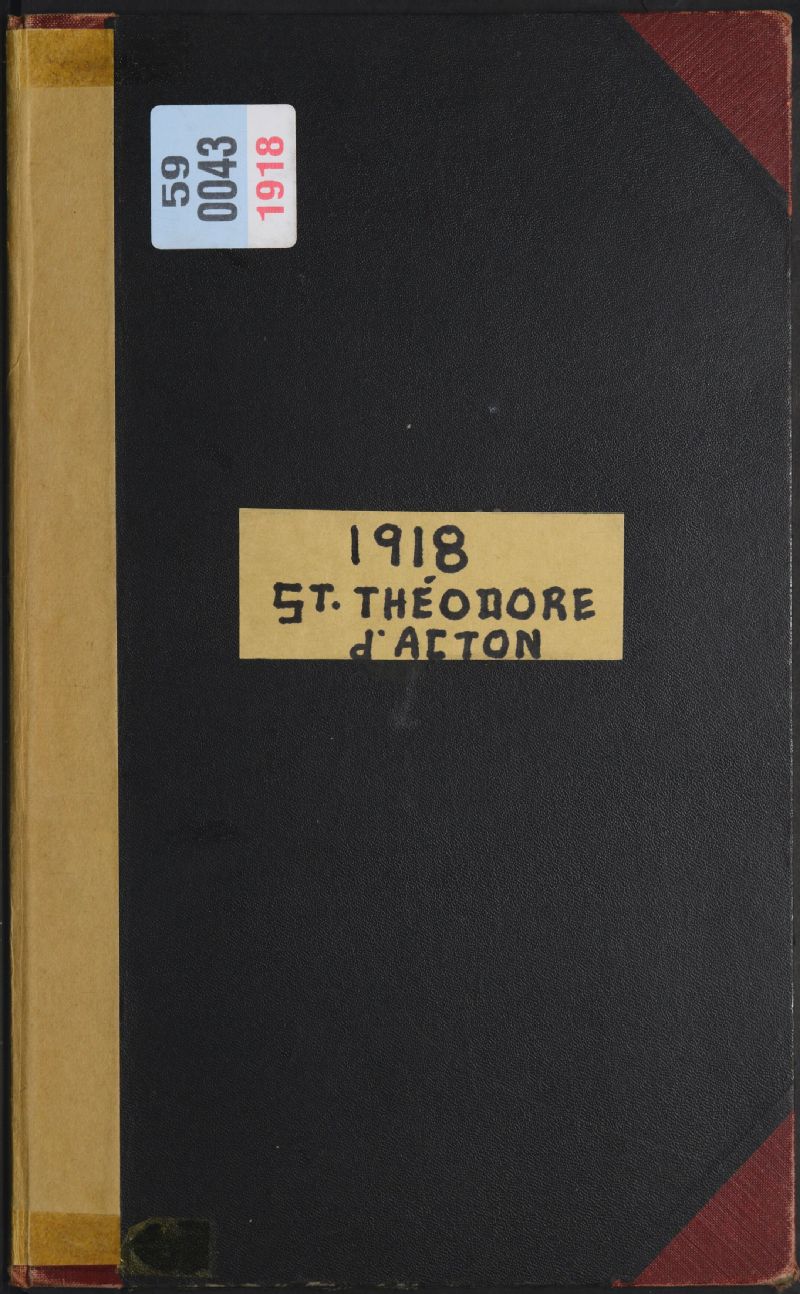 59
0043
1918
1918
ST. THÉODORE
d'ACTON